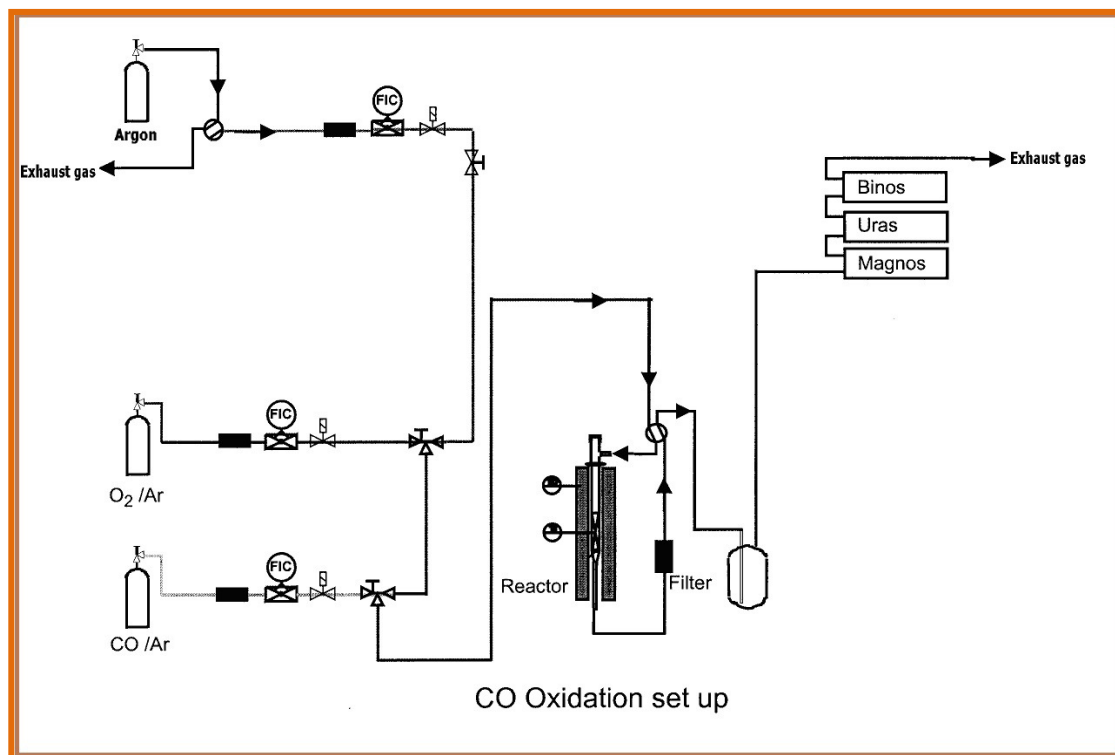 FIC
Argon
Exhaust gas
Exhaust gas
Binos
Uras
Magnos
FIC
O₂ /Ar
FIC
Reactor
Filter
CO /Ar
CO Oxidation set up